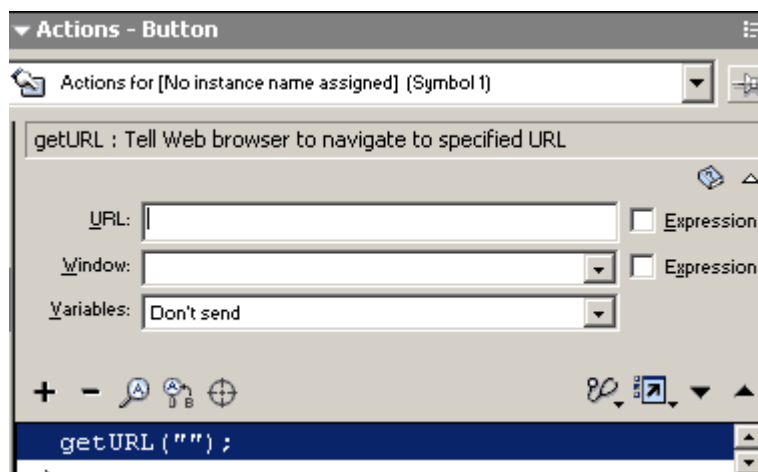 Actions - Button
Actions for [No instance name assigned] (Symbol 1)
getURL : Tell Web browser to navigate to specified URL
URL: Expression
Window: Expression
Variables: Don't send
getURL("");